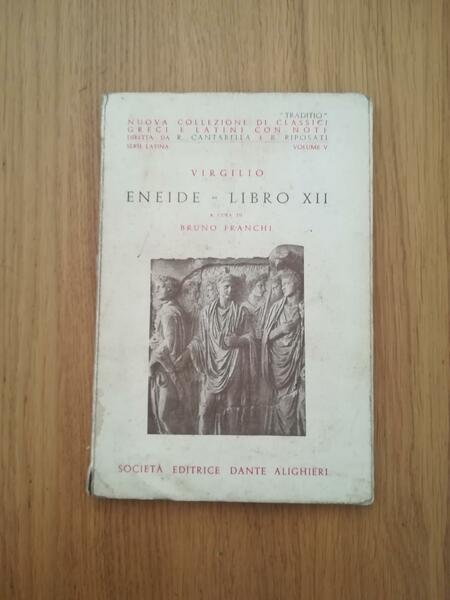 "TRADITIO"
NUOVA COLLEZIONE DI CLASSICI
GRECI E LATINI CON NOTE
DIRETTA DA R. CANTARELLA E B. RIPOSATI
SERIE LATINA VOLUME V
VIRGILIO
ENEIDE - LIBRO XII
A CURA DI
BRUNO FRANCHI
SOCIETÀ EDITRICE DANTE ALIGHIERI